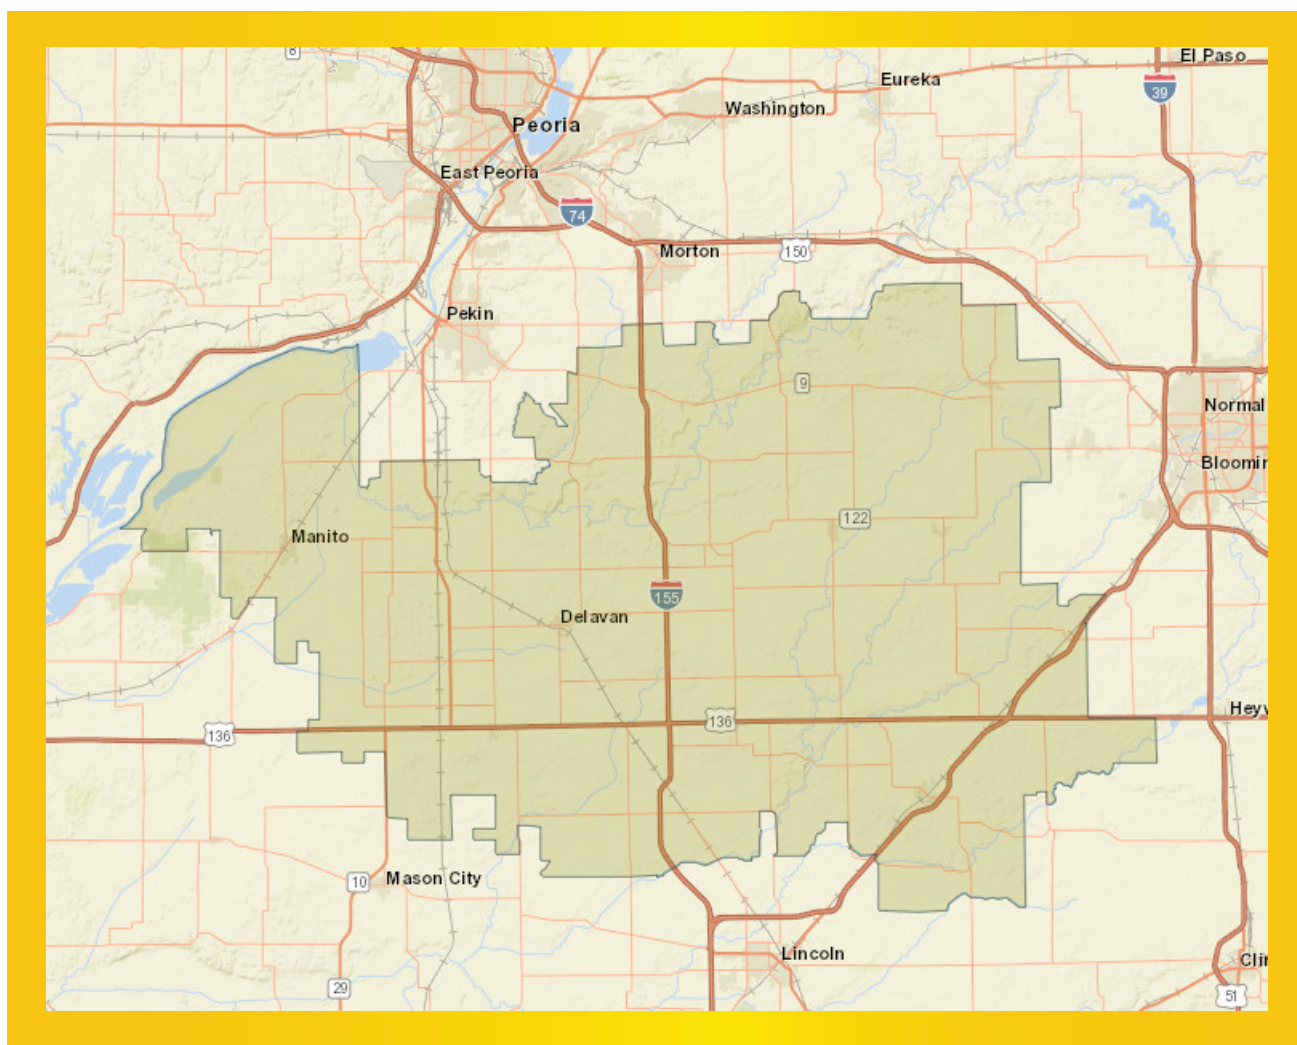 8
El Paso
39
Eureka
Washington
Peoria
East Peoria
74
Morton
150
Pekin
9
Normal
Bloomin
122
Manito
155
Delavan
Heyw
136
136
10
Mason City
Lincoln
Clin
29
51